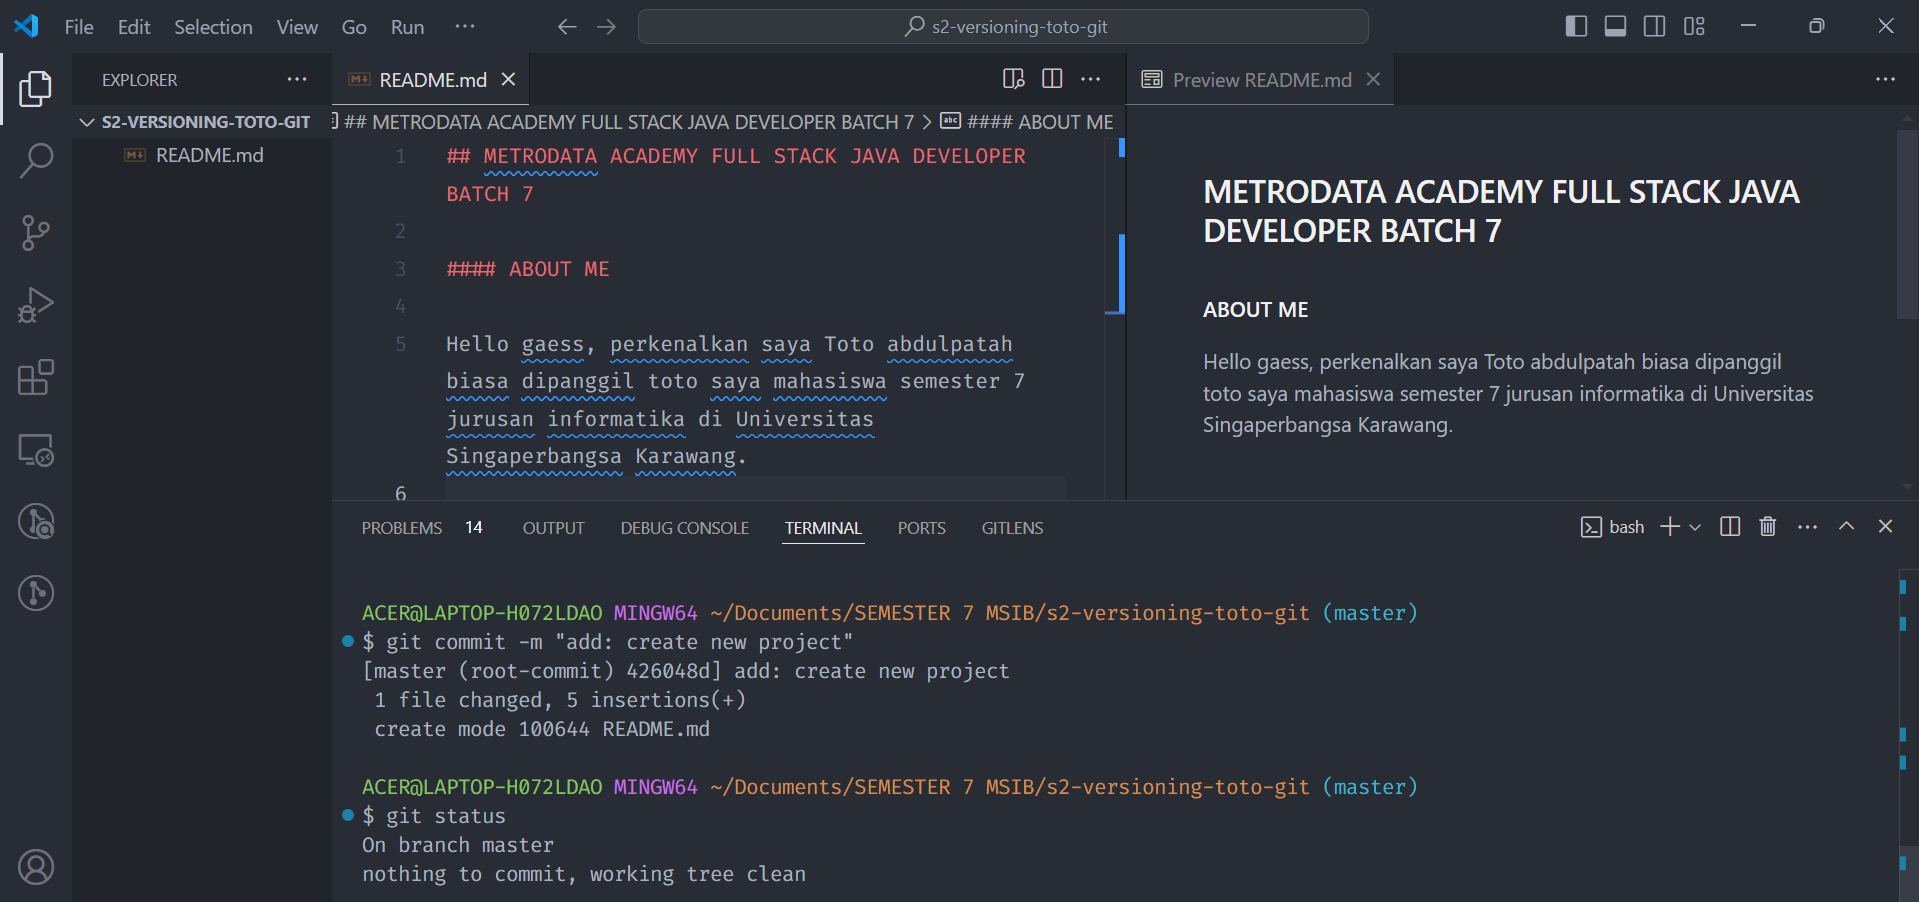 File Edit Selection View Go Run ···
s2-versioning-toto-git
EXPLORER ···
README.md
Preview README.md
S2-VERSIONING-TOTO-GIT
README.md
## METRODATA ACADEMY FULL STACK JAVA DEVELOPER BATCH 7 > #### ABOUT ME
1 ## METRODATA ACADEMY FULL STACK JAVA DEVELOPER
BATCH 7
2
3 #### ABOUT ME
4
5 Hello gaess, perkenalkan saya Toto abdulpatah
biasa dipanggil toto saya mahasiswa semester 7
jurusan informatika di Universitas
Singaperbangsa Karawang.
6
METRODATA ACADEMY FULL STACK JAVA
DEVELOPER BATCH 7
ABOUT ME
Hello gaess, perkenalkan saya Toto abdulpatah biasa dipanggil
toto saya mahasiswa semester 7 jurusan informatika di Universitas
Singaperbangsa Karawang.
PROBLEMS 14 OUTPUT DEBUG CONSOLE TERMINAL PORTS GITLENS
bash
ACER@LAPTOP-H072LDAO MINGW64 ~/Documents/SEMESTER 7 MSIB/s2-versioning-toto-git (master)
$ git commit -m "add: create new project"
[master (root-commit) 426048d] add: create new project
1 file changed, 5 insertions(+)
create mode 100644 README.md
ACER@LAPTOP-H072LDAO MINGW64 ~/Documents/SEMESTER 7 MSIB/s2-versioning-toto-git (master)
$ git status
On branch master
nothing to commit, working tree clean